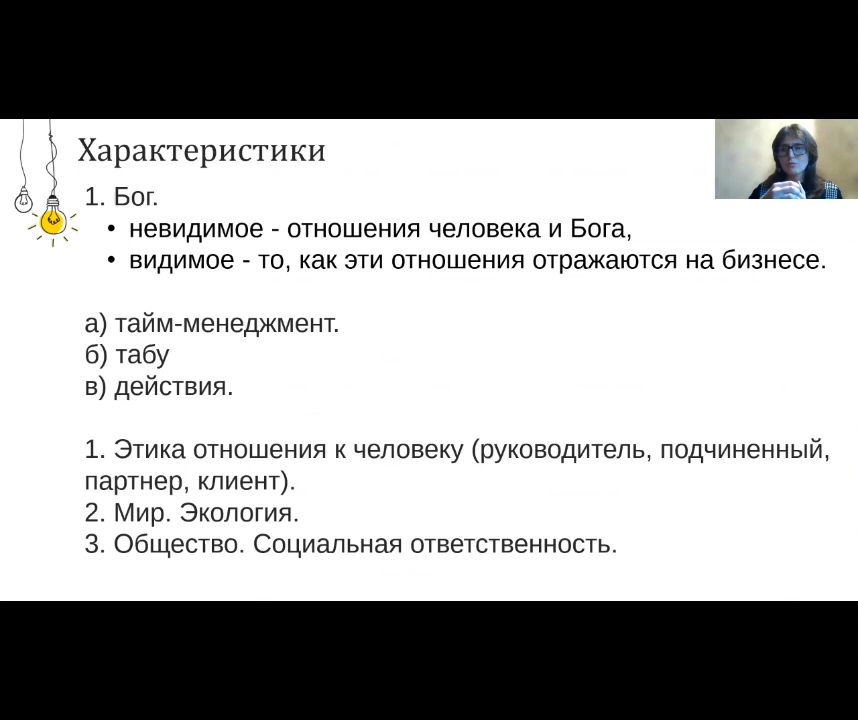 Характеристики
1. Бог.
• невидимое - отношения человека и Бога,
• видимое - то, как эти отношения отражаются на бизнесе.
а) тайм-менеджмент.
б) табу
в) действия.
1. Этика отношения к человеку (руководитель, подчиненный,
партнер, клиент).
2. Мир. Экология.
3. Общество. Социальная ответственность.